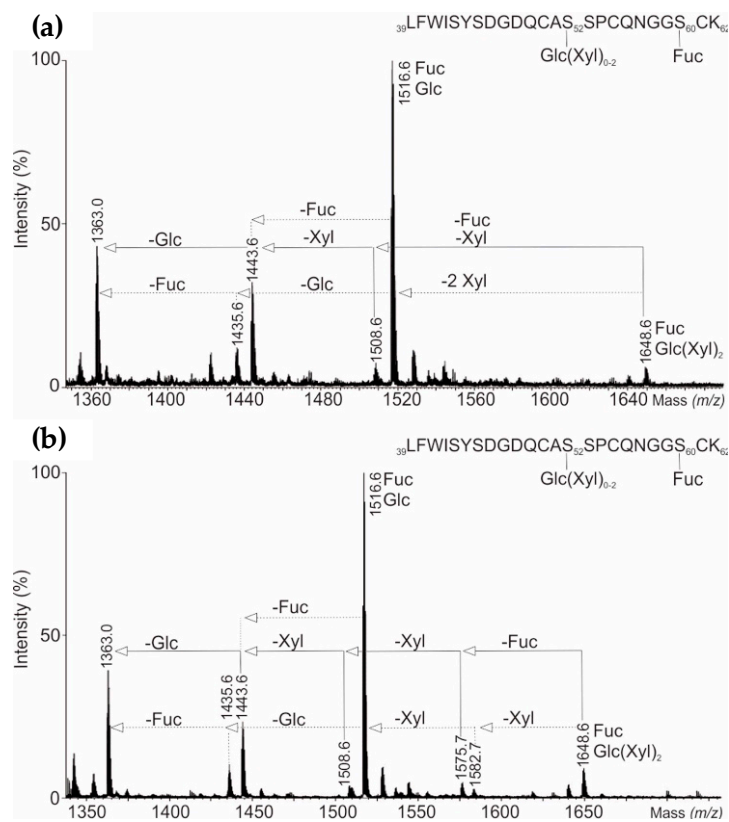 (a)
39LFWISYSDGDQCAS52SPCQNGGS60CK62
Glc(Xyl)0-2 Fuc
Intensity (%)
100
50
0
1516.6
Fuc
Glc
-Fuc
-Fuc
-Glc
-Xyl
-Xyl
-Fuc
-Glc
-2 Xyl
1363.0
1435.6
1443.6
1508.6
1648.6
Fuc
Glc(Xyl)2
1360 1400 1440 1480 1520 1560 1600 1640 Mass (m/z)
(b)
39LFWISYSDGDQCAS52SPCQNGGS60CK62
Glc(Xyl)0-2 Fuc
Intensity (%)
100
50
0
1516.6
Fuc
Glc
-Fuc
-Glc
-Xyl
-Xyl
-Fuc
-Fuc
-Glc
-Xyl
-Xyl
1363.0
1435.6
1443.6
1508.6
1575.7
1582.7
1648.6
Fuc
Glc(Xyl)2
1350 1400 1450 1500 1550 1600 1650 Mass (m/z)